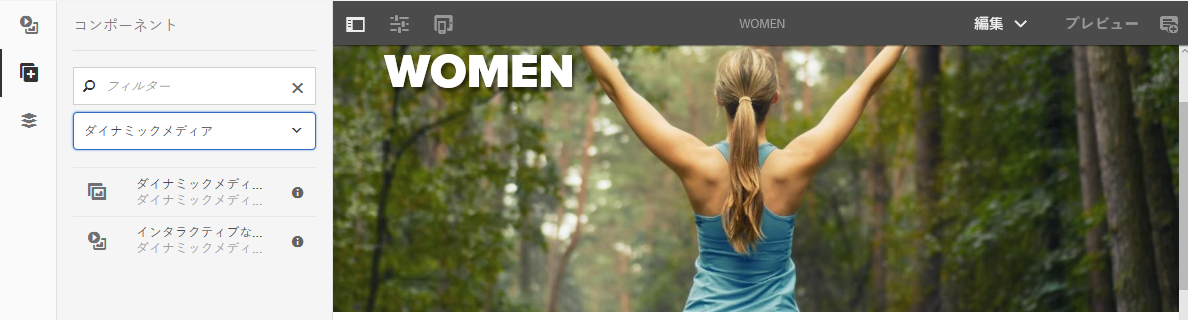 コンポーネント
フィルター
ダイナミックメディア
ダイナミックメディ...
ダイナミックメディ...
インタラクティブな...
ダイナミックメディ...
WOMEN
編集
プレビュー
WOMEN